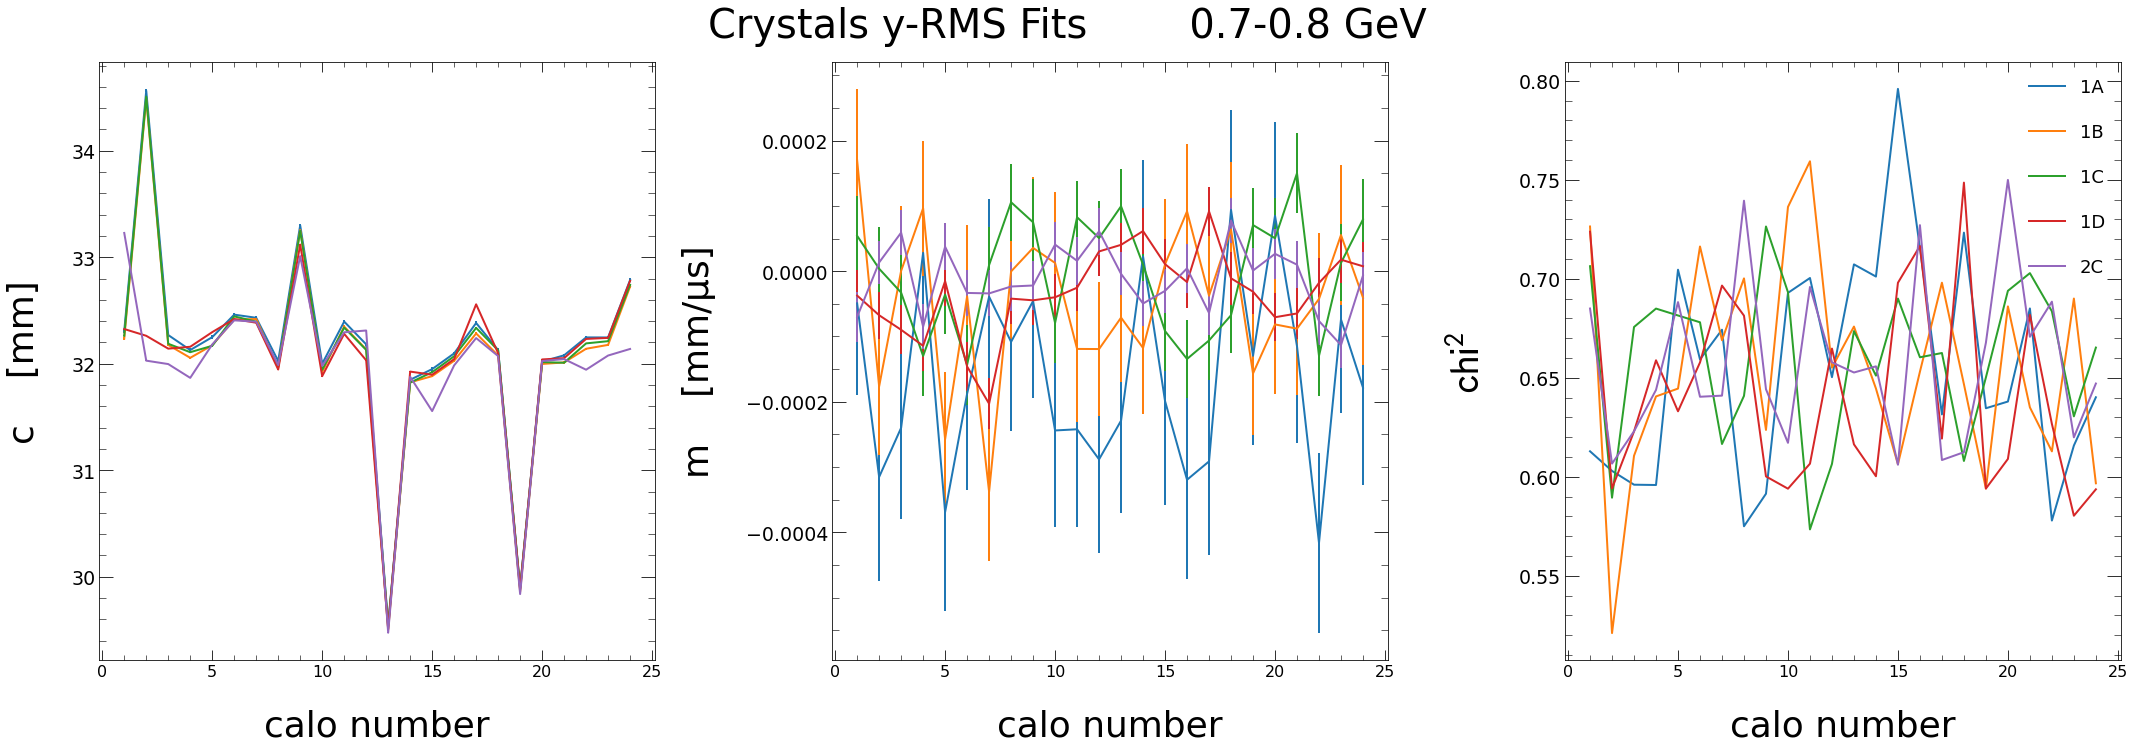 Crystals y-RMS Fits 0.7-0.8 GeV
c [mm]
34
33
32
31
30
0 5 10 15 20 25
calo number
m [mm/μs]
0.0002
0.0000
−0.0002
−0.0004
0 5 10 15 20 25
calo number
chi²
0.80
0.75
0.70
0.65
0.60
0.55
0 5 10 15 20 25
calo number
1A
1B
1C
1D
2C